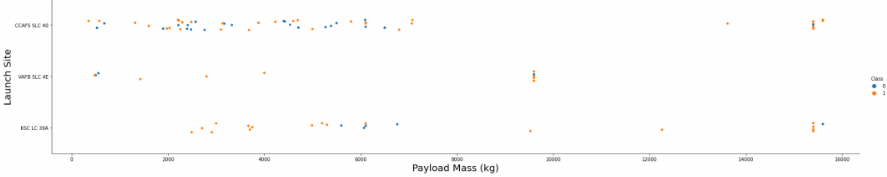 CCAFS SLC 40
VAFB SLC 4E
KSC LC 39A
Launch Site
0
2000
4000
6000
8000
10000
12000
14000
16000
Payload Mass (kg)
Class
0
1